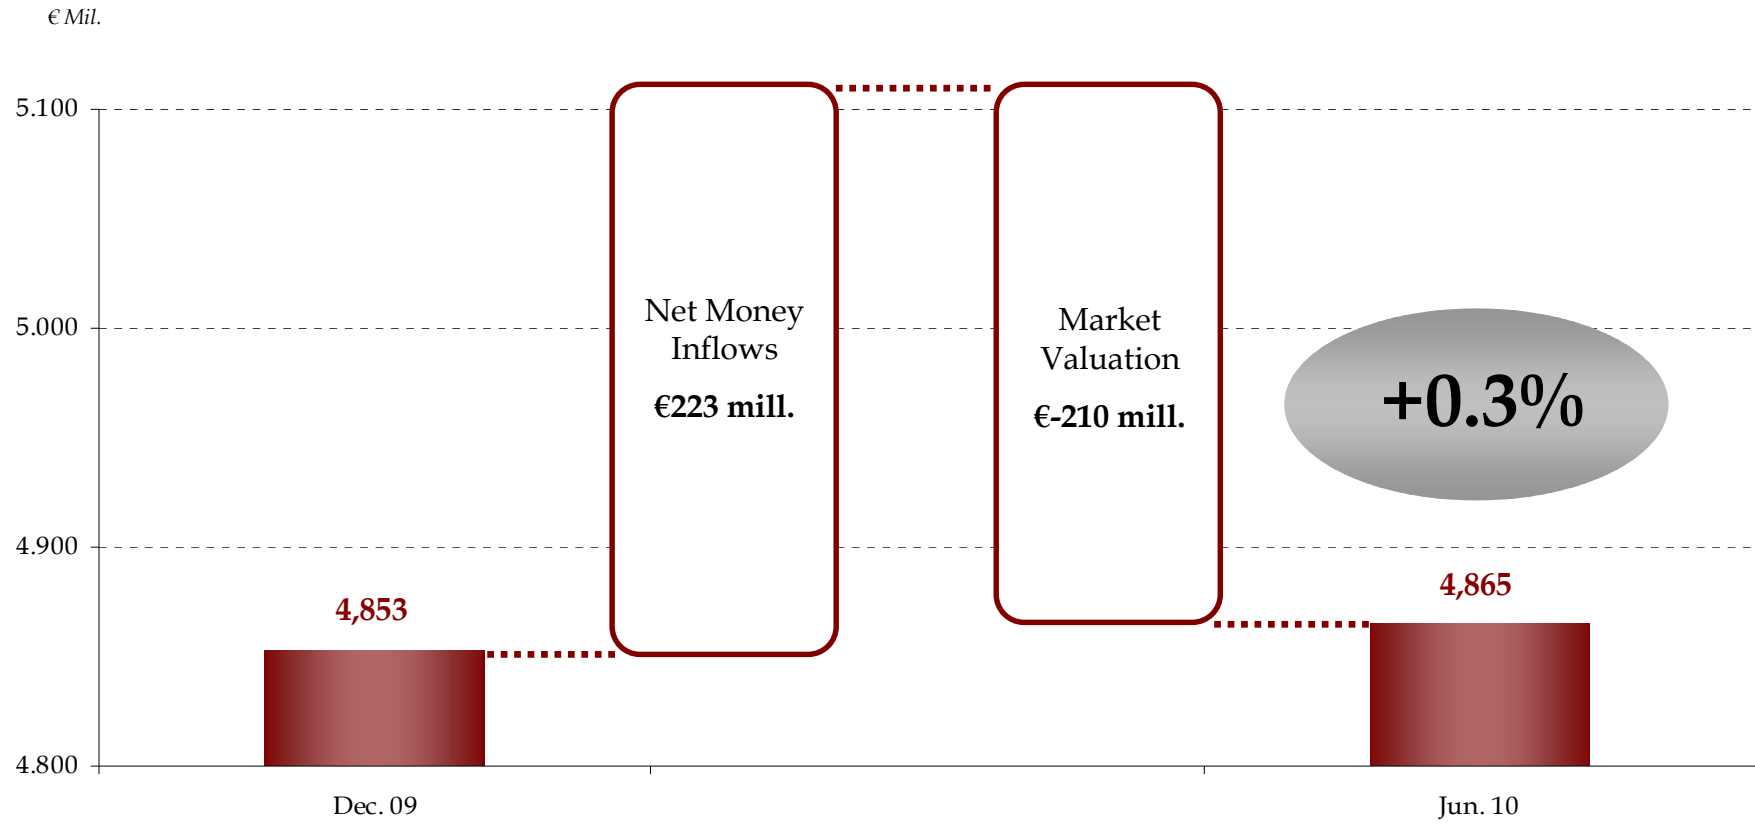 € Mil.
5.100
5.000
4.900
4.800
4,853
Net Money
Inflows
€223 mill.
Market
Valuation
€-210 mill.
+0.3%
4,865
Dec. 09
Jun. 10